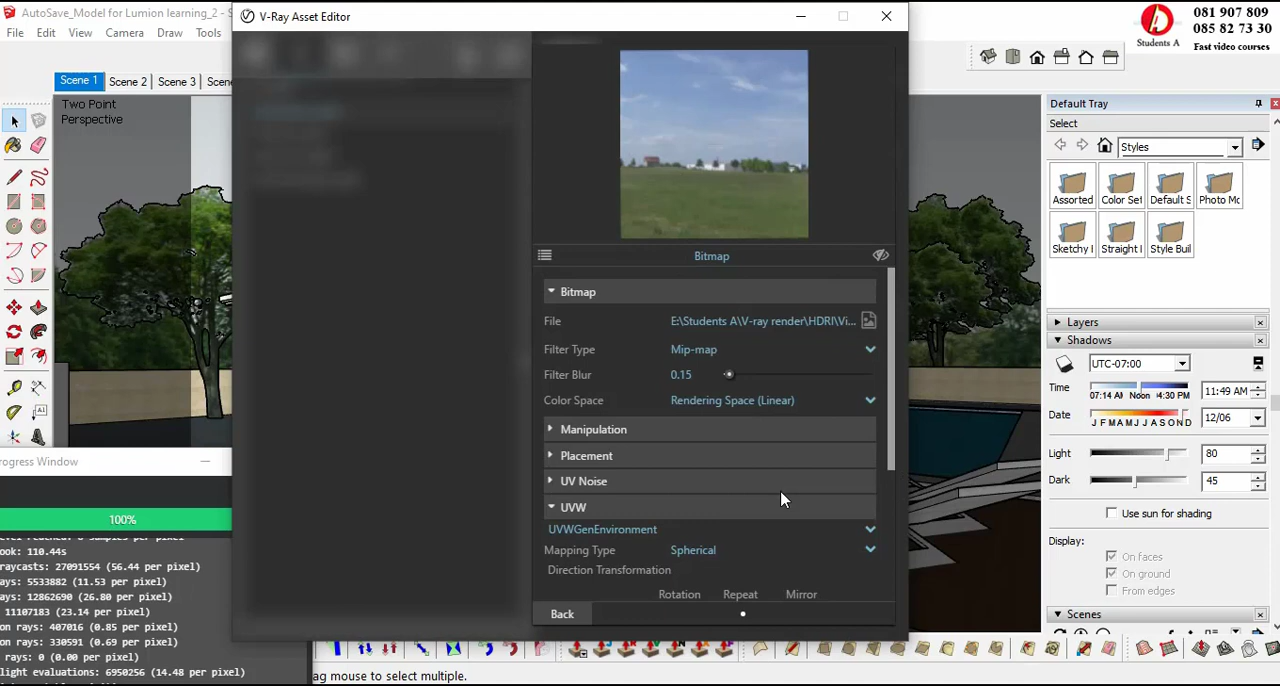 AutoSave_Model for Lumion learning_2 - S
File Edit View Camera Draw Tools
Scene 1 Scene 2 Scene 3 Scene
Two Point
Perspective
V-Ray Asset Editor
Bitmap
Bitmap
File E:\Students A\V-ray render\HDRI\Vi...
Filter Type Mip-map
Filter Blur 0.15
Color Space Rendering Space (Linear)
Manipulation
Placement
UV Noise
UVW
UVWGenEnvironment
Mapping Type Spherical
Direction Transformation
Rotation Repeat Mirror
Back
081 907 809
085 82 73 30
Students A Fast video courses
Default Tray
Select
Styles
Assorted Color Set Default S Photo Mo
Sketchy I Straight I Style Buil
Layers
Shadows
UTC-07:00
Time 07:14 AM Noon 04:30 PM 11:49 AM
Date J F M A M J J A S O N D 12/06
Light 80
Dark 45
Use sun for shading
Display:
On faces
On ground
From edges
Scenes
rogress Window
100%
ook: 110.44s
raycasts: 27091554 (56.44 per pixel)
ays: 5533882 (11.53 per pixel)
ays: 12862690 (26.80 per pixel)
11107183 (23.14 per pixel)
on rays: 407016 (0.85 per pixel)
on rays: 330591 (0.69 per pixel)
rays: 0 (0.00 per pixel)
light evaluations: 6950256 (14.48 per pixel)
ag mouse to select multiple.